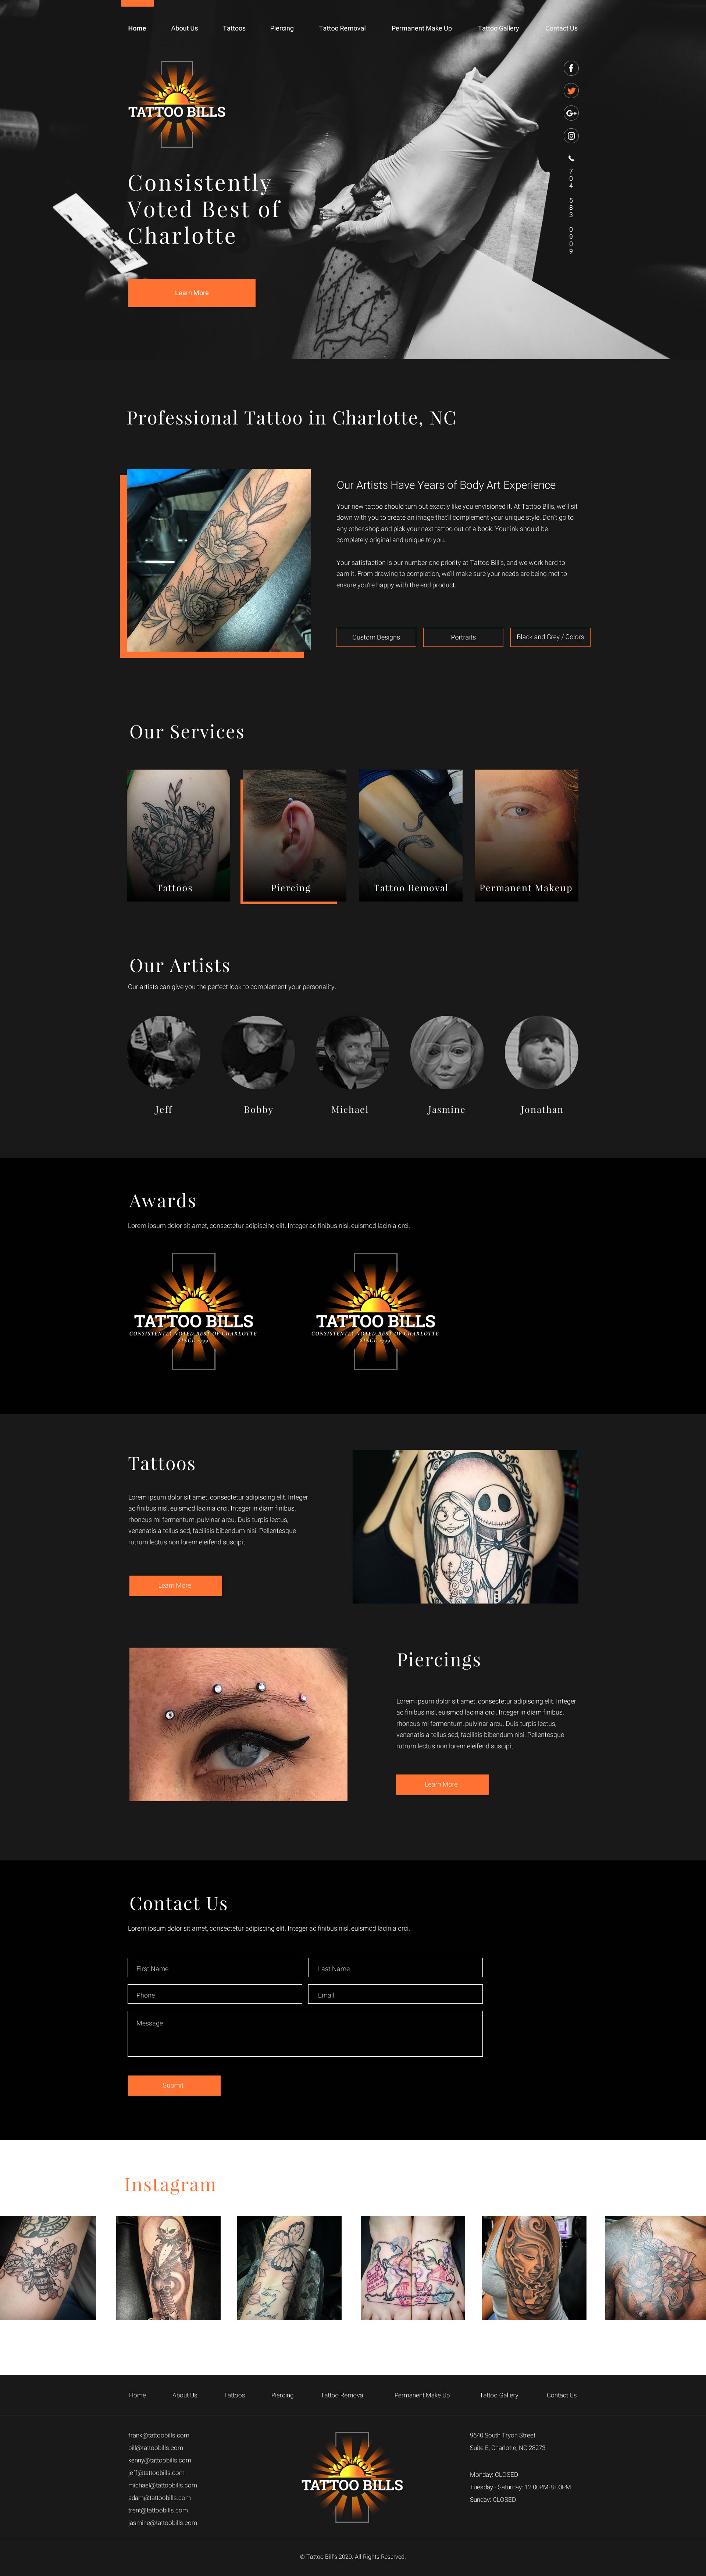 Home About Us Tattoos Piercing Tattoo Removal Permanent Make Up Tattoo Gallery Contact Us
TATTOO BILLS
704 583 0909
Consistently
Voted Best of
Charlotte
Learn More
Professional Tattoo in Charlotte, NC
Our Artists Have Years of Body Art Experience
Your new tattoo should turn out exactly like you envisioned it. At Tattoo Bills, we'll sit
down with you to create an image that'll complement your unique style. Don't go to
any other shop and pick your next tattoo out of a book. Your ink should be
completely original and unique to you.
Your satisfaction is our number-one priority at Tattoo Bill's, and we work hard to
earn it. From drawing to completion, we'll make sure your needs are being met to
ensure you're happy with the end product.
Custom Designs Portraits Black and Grey / Colors
Our Services
Tattoos Piercing Tattoo Removal Permanent Makeup
Our Artists
Our artists can give you the perfect look to complement your personality.
Jeff Bobby Michael Jasmine Jonathan
Awards
Lorem ipsum dolor sit amet, consectetur adipiscing elit. Integer ac finibus nisl, euismod lacinia orci.
TATTOO BILLS
CONSISTENTLY VOTED BEST OF CHARLOTTE
SINCE
TATTOO BILLS
CONSISTENTLY VOTED BEST OF CHARLOTTE
SINCE
Tattoos
Lorem ipsum dolor sit amet, consectetur adipiscing elit. Integer
ac finibus nisl, euismod lacinia orci. Integer in diam finibus,
rhoncus mi fermentum, pulvinar arcu. Duis turpis lectus,
venenatis a tellus sed, facilisis bibendum nisi. Pellentesque
rutrum lectus non lorem eleifend suscipit.
Learn More
Piercings
Lorem ipsum dolor sit amet, consectetur adipiscing elit. Integer
ac finibus nisl, euismod lacinia orci. Integer in diam finibus,
rhoncus mi fermentum, pulvinar arcu. Duis turpis lectus,
venenatis a tellus sed, facilisis bibendum nisi. Pellentesque
rutrum lectus non lorem eleifend suscipit.
Learn More
Contact Us
Lorem ipsum dolor sit amet, consectetur adipiscing elit. Integer ac finibus nisl, euismod lacinia orci.
First Name Last Name
Phone Email
Message
Submit
Instagram
Home About Us Tattoos Piercing Tattoo Removal Permanent Make Up Tattoo Gallery Contact Us
frank@tattoobills.com
bill@tattoobills.com
kenny@tattoobills.com
jeff@tattoobills.com
michael@tattoobills.com
adam@tattoobills.com
trent@tattoobills.com
jasmine@tattoobills.com
TATTOO BILLS
9640 South Tryon Street,
Suite E, Charlotte, NC 28273
Monday: CLOSED
Tuesday - Saturday: 12:00PM-8:00PM
Sunday: CLOSED
© Tattoo Bill's 2020. All Rights Reserved.